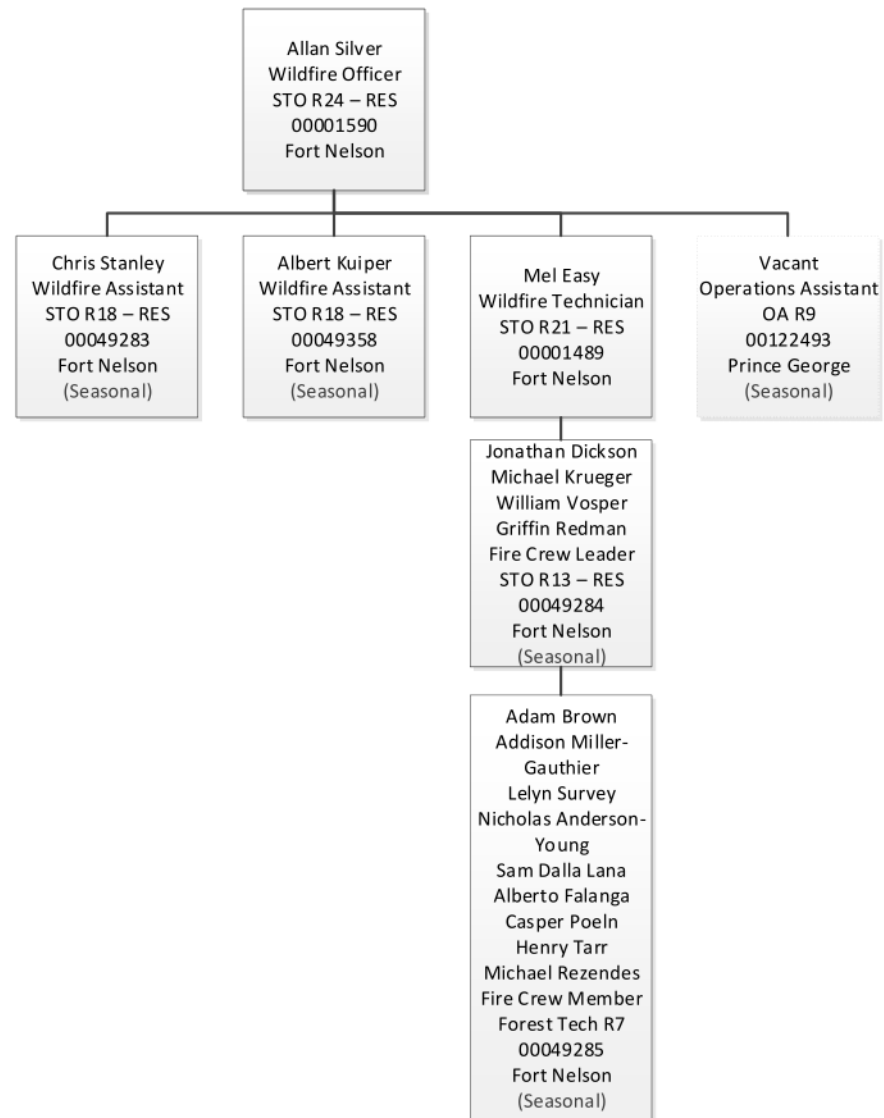 Allan Silver
Wildfire Officer
STO R24 – RES
00001590
Fort Nelson
Chris Stanley
Wildfire Assistant
STO R18 – RES
00049283
Fort Nelson
(Seasonal)
Albert Kuiper
Wildfire Assistant
STO R18 – RES
00049358
Fort Nelson
(Seasonal)
Mel Easy
Wildfire Technician
STO R21 – RES
00001489
Fort Nelson
Vacant
Operations Assistant
OA R9
00122493
Prince George
(Seasonal)
Jonathan Dickson
Michael Krueger
William Vosper
Griffin Redman
Fire Crew Leader
STO R13 – RES
00049284
Fort Nelson
(Seasonal)
Adam Brown
Addison Miller-
Gauthier
Lelyn Survey
Nicholas Anderson-
Young
Sam Dalla Lana
Alberto Falanga
Casper Poeln
Henry Tarr
Michael Rezendes
Fire Crew Member
Forest Tech R7
00049285
Fort Nelson
(Seasonal)